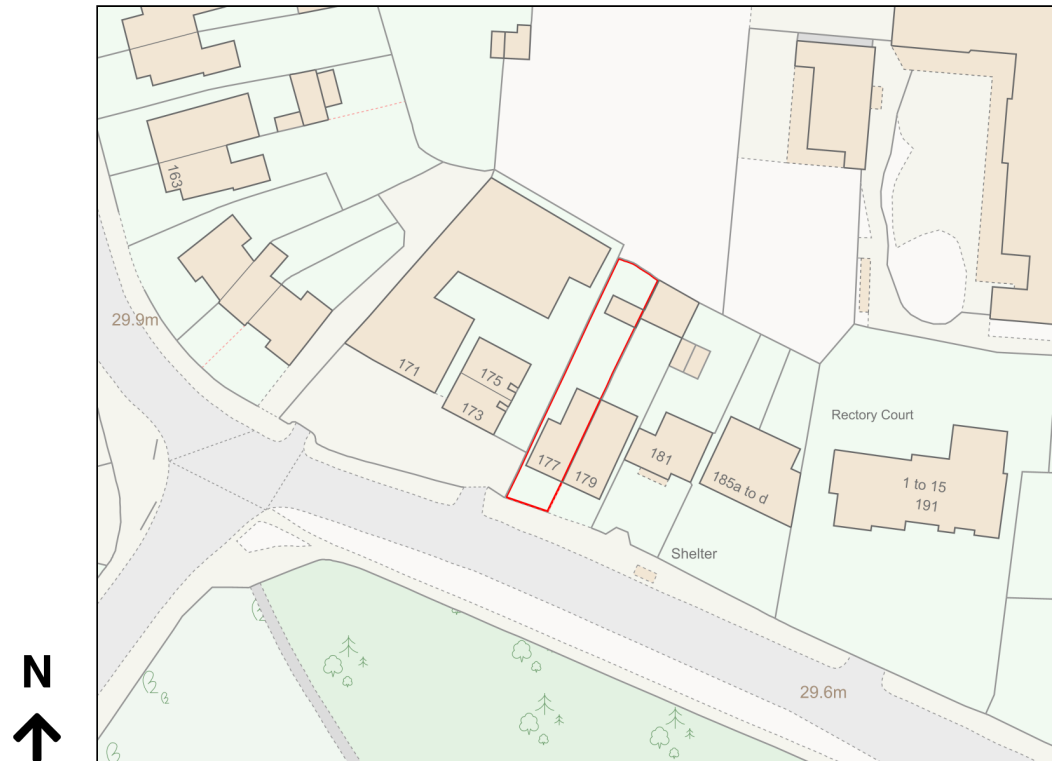 163
29.9m
171
175
173
177
179
181
185a to d
Rectory Court
1 to 15
191
Shelter
29.6m
N